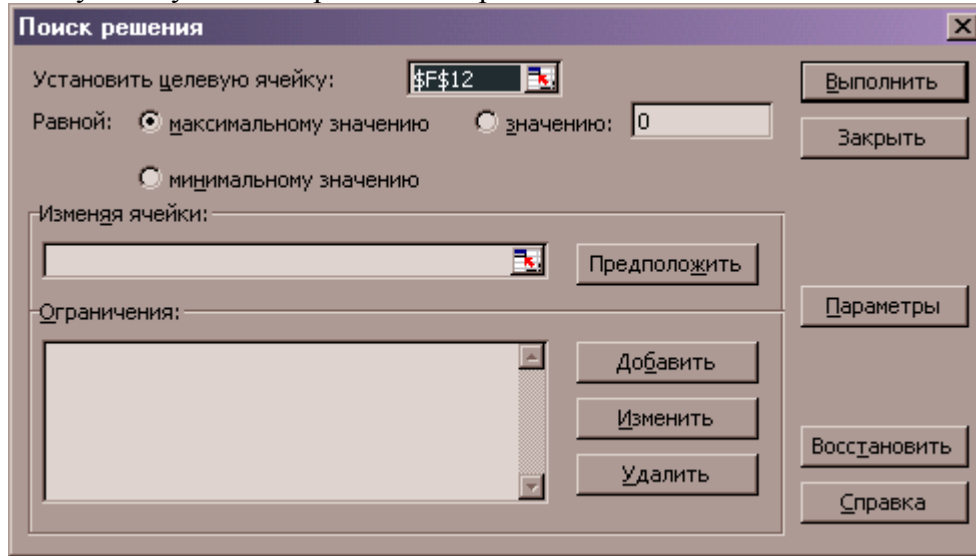 Поиск решения
Установить целевую ячейку: $F$12
Выполнить
Равной: максимальному значению значению: 0
Закрыть
минимальному значению
Изменяя ячейки:
Предположить
Параметры
Ограничения:
Добавить
Изменить
Удалить
Восстановить
Справка